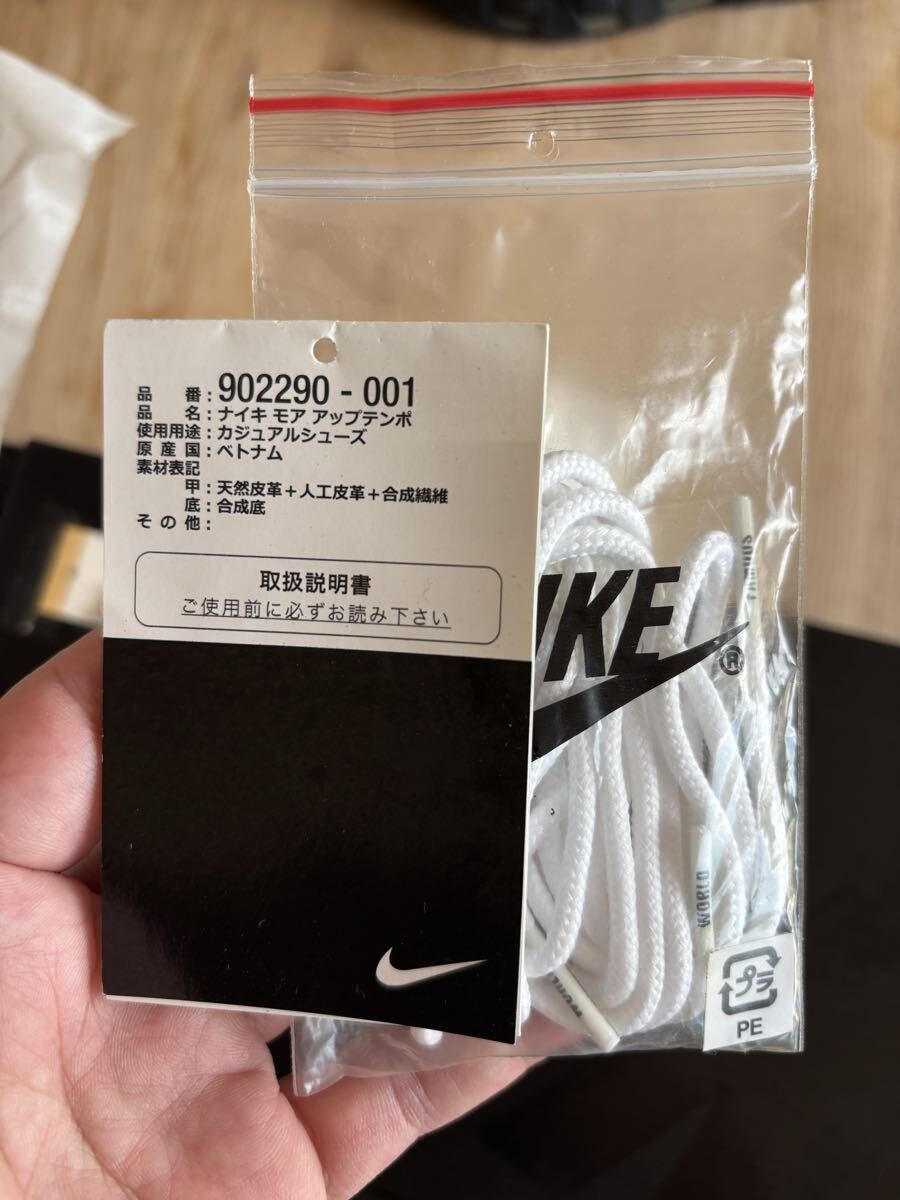 品番:902290-001
品名:ナイキ モア アップテンポ
使用用途:カジュアルシューズ
原産国:ベトナム
素材表記
甲:天然皮革+人工皮革+合成繊維
底:合成底
その他:
取扱説明書
ご使用前に必ずお読み下さい
IKE
®
WORLD
プラ
PE